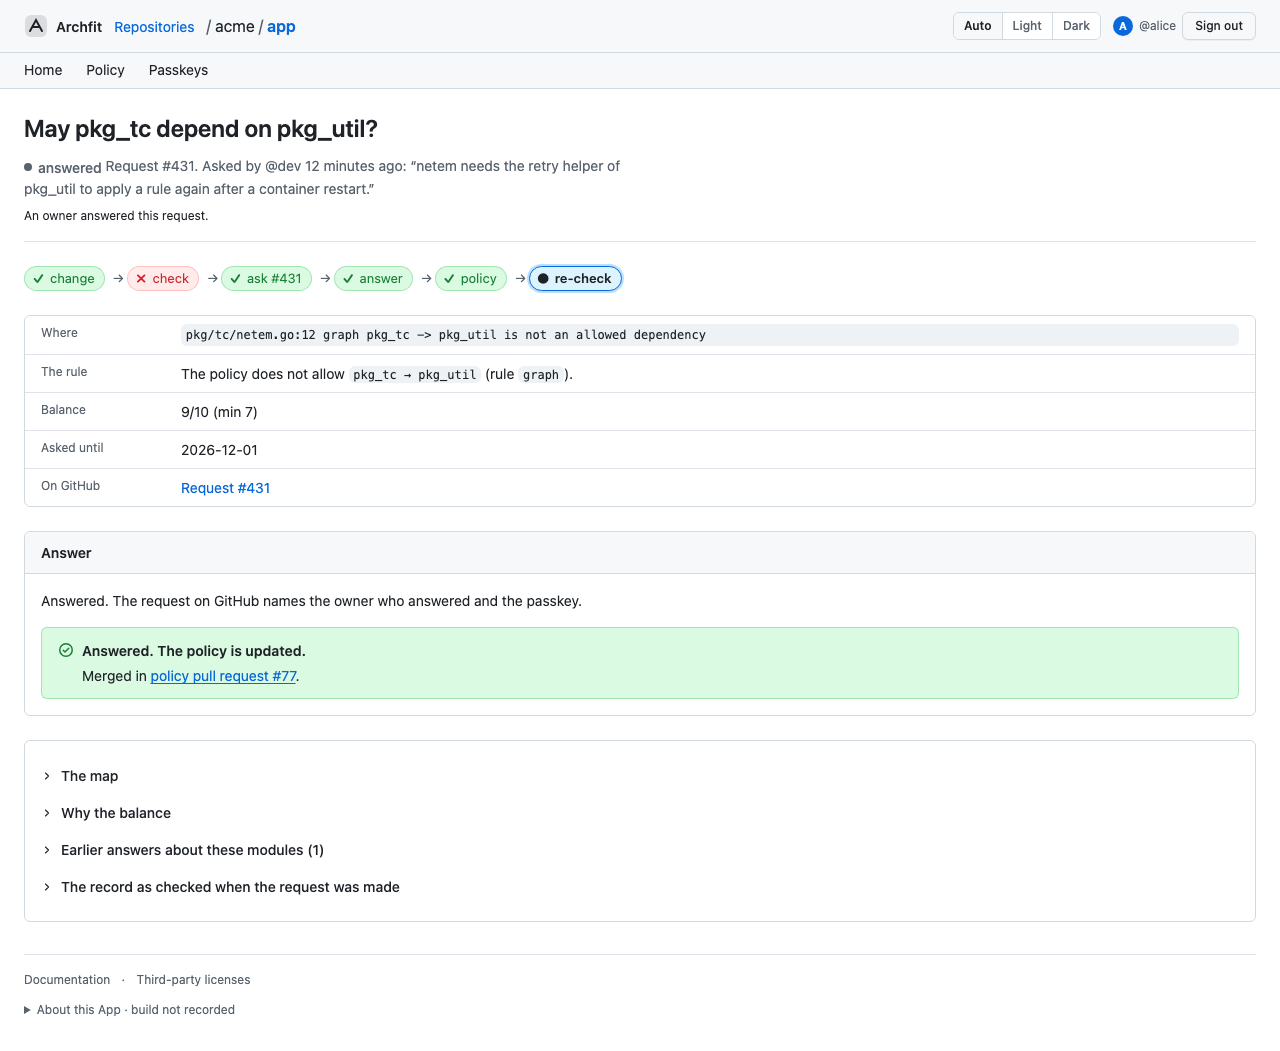 Archfit Repositories / acme / app
Auto Light Dark A @alice Sign out
Home Policy Passkeys
May pkg_tc depend on pkg_util?
answered Request #431. Asked by @dev 12 minutes ago: “netem needs the retry helper of
pkg_util to apply a rule again after a container restart.”
An owner answered this request.
change → check → ask #431 → answer → policy → re-check
Where pkg/tc/netem.go:12 graph pkg_tc —> pkg_util is not an allowed dependency
The rule The policy does not allow pkg_tc → pkg_util (rule graph ).
Balance 9/10 (min 7)
Asked until 2026-12-01
On GitHub Request #431
Answer
Answered. The request on GitHub names the owner who answered and the passkey.
Answered. The policy is updated.
Merged in policy pull request #77.
The map
Why the balance
Earlier answers about these modules (1)
The record as checked when the request was made
Documentation · Third-party licenses
About this App · build not recorded